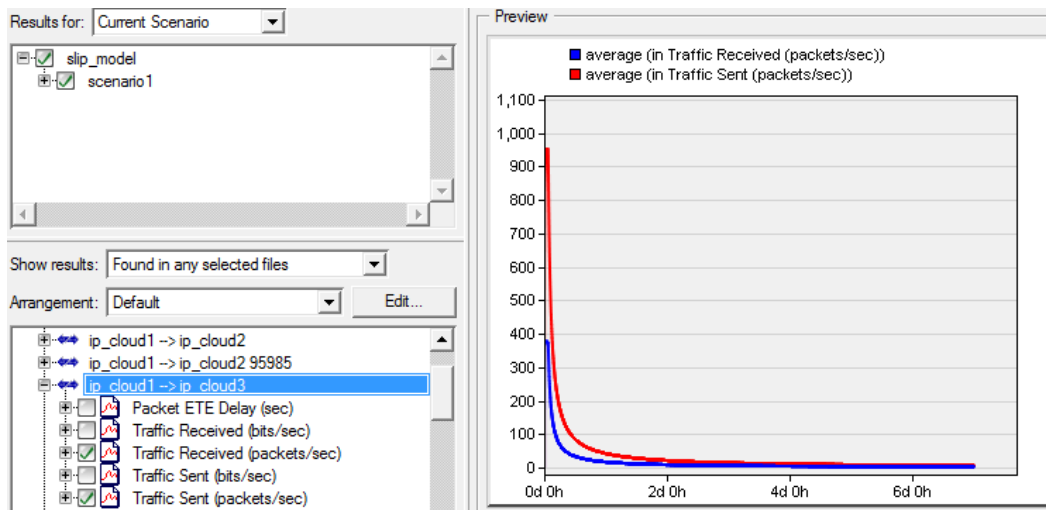 Results for: Current Scenario
slip_model
scenario1
Show results: Found in any selected files
Arrangement: Default Edit...
ip_cloud1 --> ip_cloud2
ip_cloud1 --> ip_cloud2 95985
ip_cloud1 --> ip_cloud3
Packet ETE Delay (sec)
Traffic Received (bits/sec)
Traffic Received (packets/sec)
Traffic Sent (bits/sec)
Traffic Sent (packets/sec)
Preview
average (in Traffic Received (packets/sec))
average (in Traffic Sent (packets/sec))
1,100
1,000
900
800
700
600
500
400
300
200
100
0
0d 0h 2d 0h 4d 0h 6d 0h